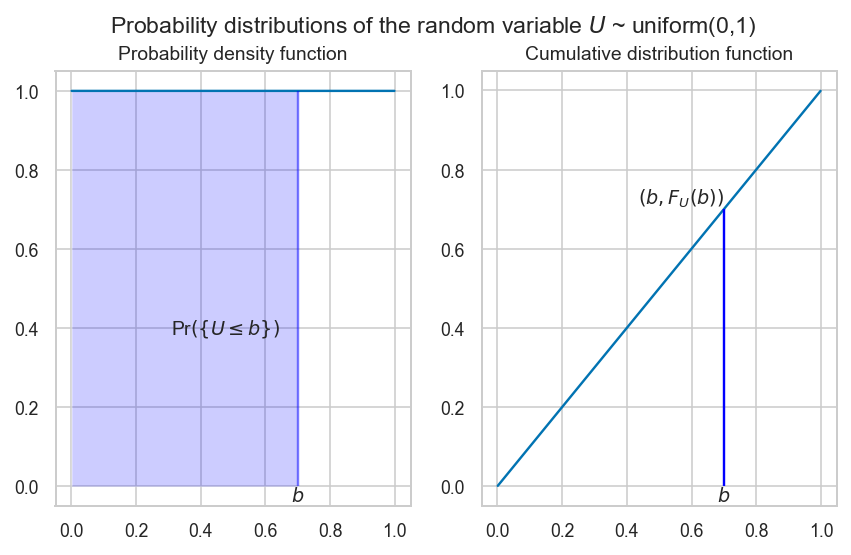 Probability distributions of the random variable U ~ uniform(0,1)
Probability density function
1.0
0.8
0.6
0.4
0.2
0.0
Pr({U ≤ b})
b
0.0 0.2 0.4 0.6 0.8 1.0
Cumulative distribution function
1.0
0.8
0.6
0.4
0.2
0.0
(b, F_U(b))
b
0.0 0.2 0.4 0.6 0.8 1.0